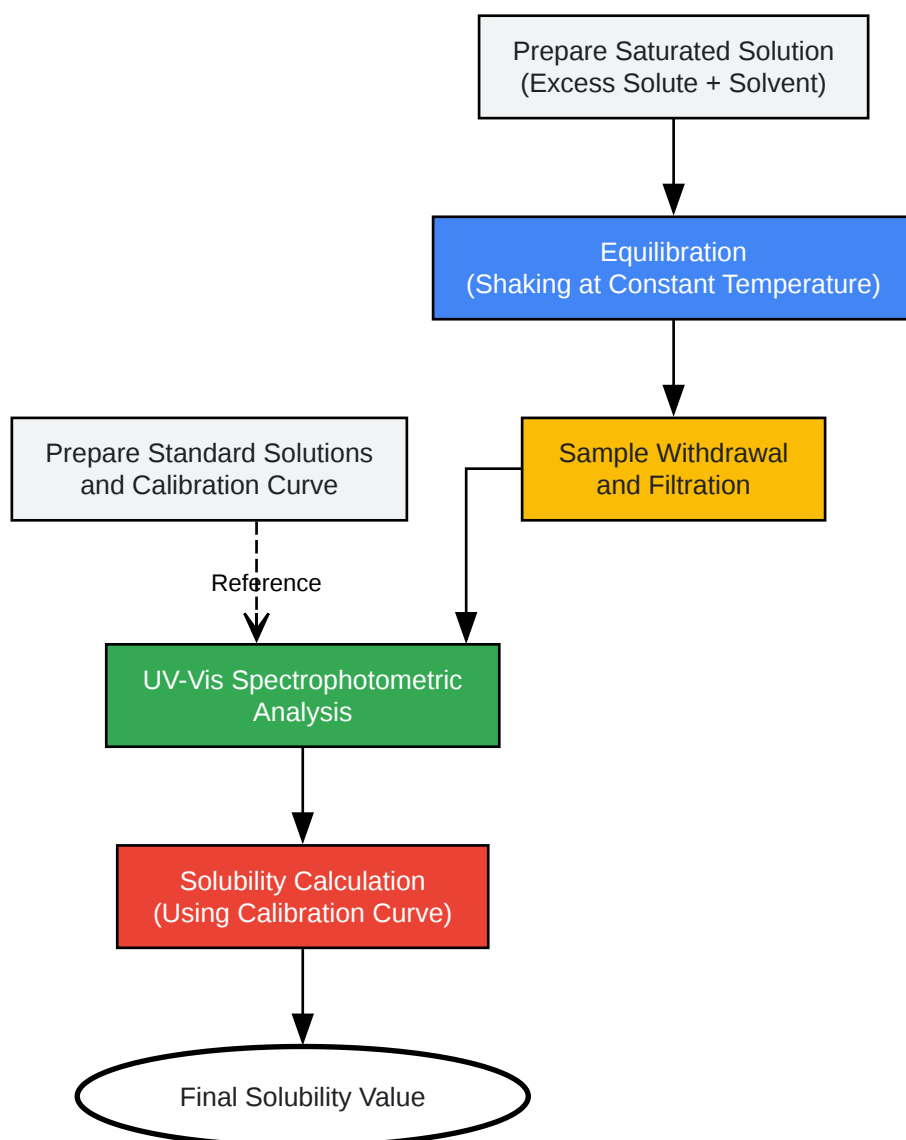 Prepare Saturated Solution
(Excess Solute + Solvent)
Equilibration
(Shaking at Constant Temperature)
Prepare Standard Solutions
and Calibration Curve
Sample Withdrawal
and Filtration
Reference
UV-Vis Spectrophotometric
Analysis
Solubility Calculation
(Using Calibration Curve)
Final Solubility Value